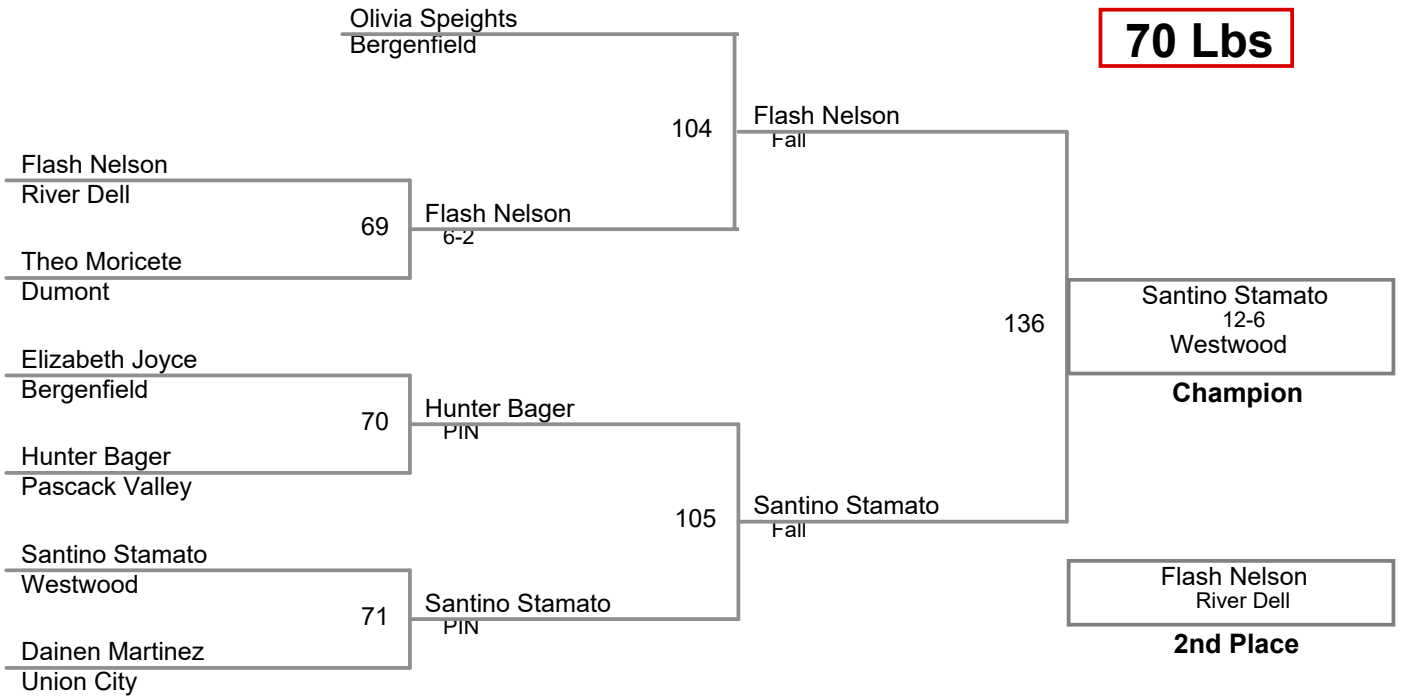 Olivia Speights
Bergenfield
70 Lbs
104
Flash Nelson
Fall
Flash Nelson
River Dell
69
Flash Nelson
6-2
Theo Moricete
Dumont
136
Santino Stamato
12-6
Westwood
Champion
Elizabeth Joyce
Bergenfield
70
Hunter Bager
PIN
Hunter Bager
Pascack Valley
105
Santino Stamato
Fall
Santino Stamato
Westwood
71
Santino Stamato
PIN
Dainen Martinez
Union City
Flash Nelson
River Dell
2nd Place